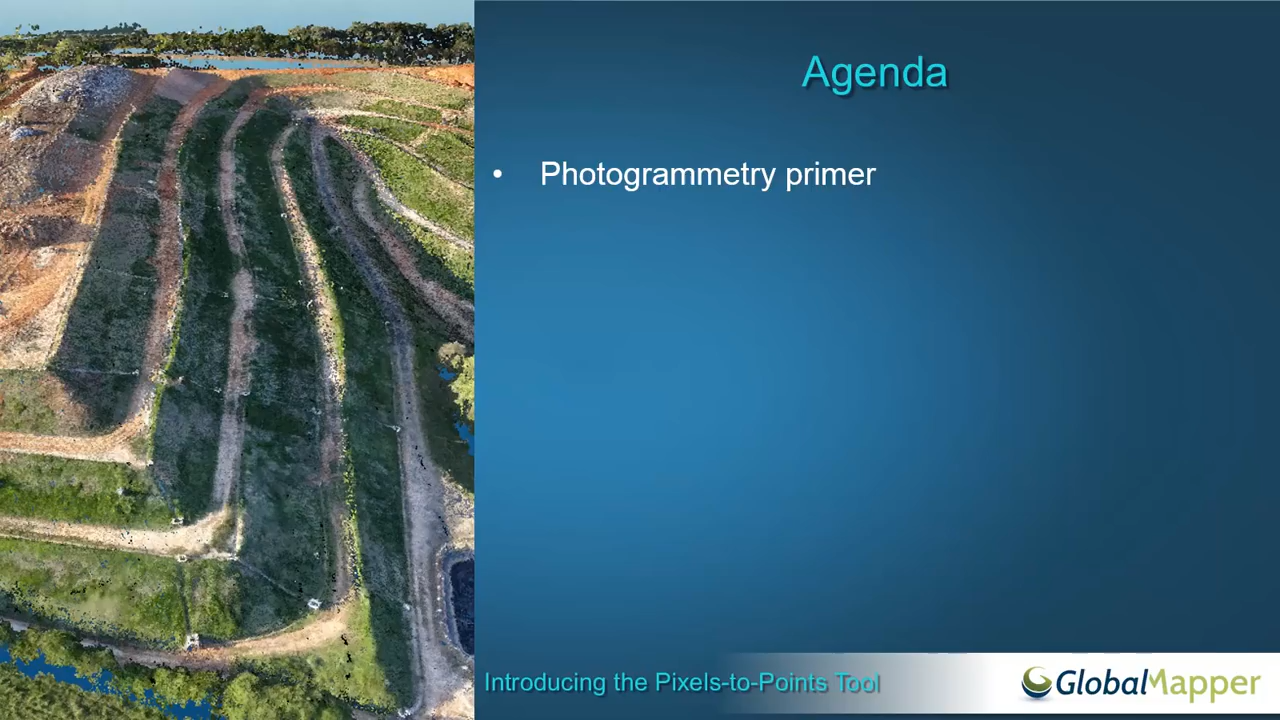 Agenda
• Photogrammetry primer
Introducing the Pixels-to-Points Tool
GlobalMapper